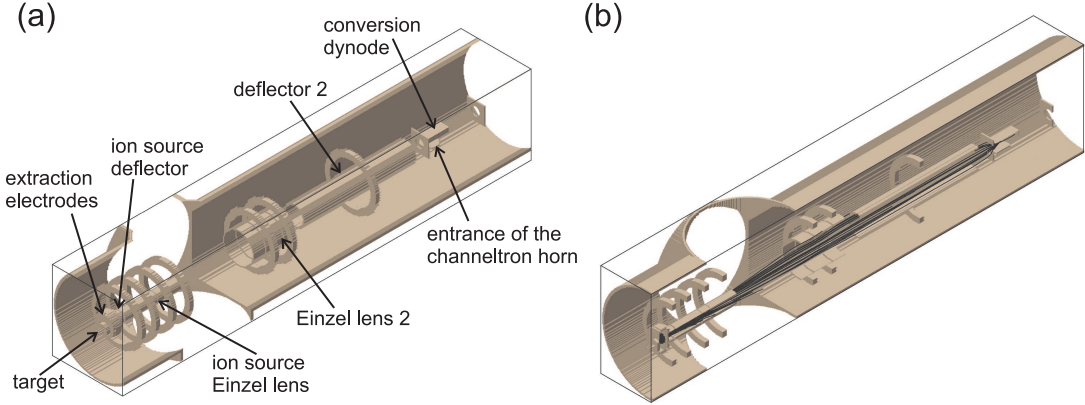 (a)
conversion
dynode
deflector 2
ion source
deflector
extraction
electrodes
entrance of the
channeltron horn
Einzel lens 2
ion source
Einzel lens
target
(b)